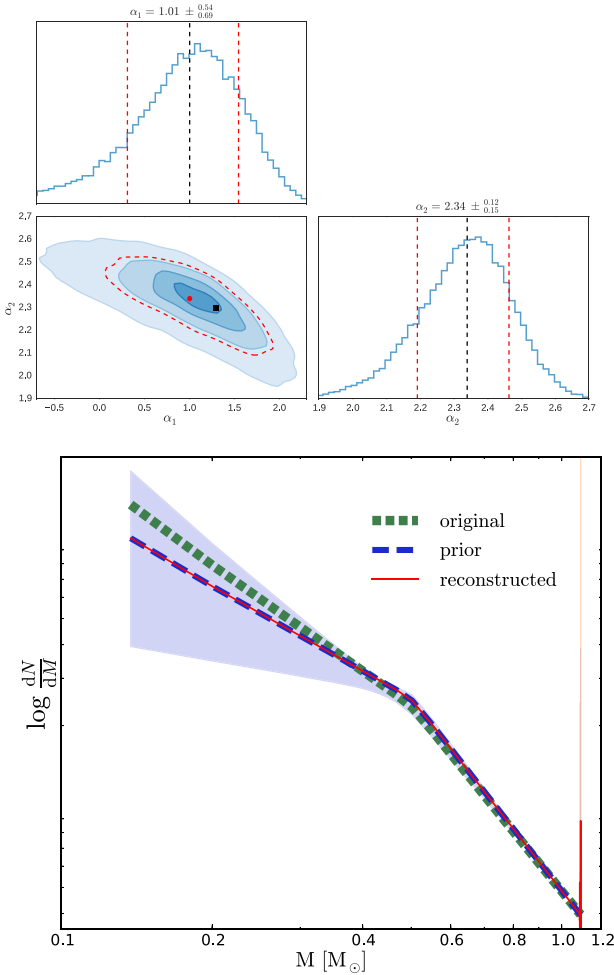 α₁ = 1.01 ± 0.54 0.69
2.7
2.6
2.5
2.4
2.3
2.2
2.1
2.0
1.9
α₂
−0.5 0.0 0.5 1.0 1.5 2.0
α₁
α₂ = 2.34 ± 0.12 0.15
1.9 2.0 2.1 2.2 2.3 2.4 2.5 2.6 2.7
α₂
log dN/dM
original
prior
reconstructed
0.1 0.2 0.4 0.6 0.8 1.0 1.2
M [M⊙]